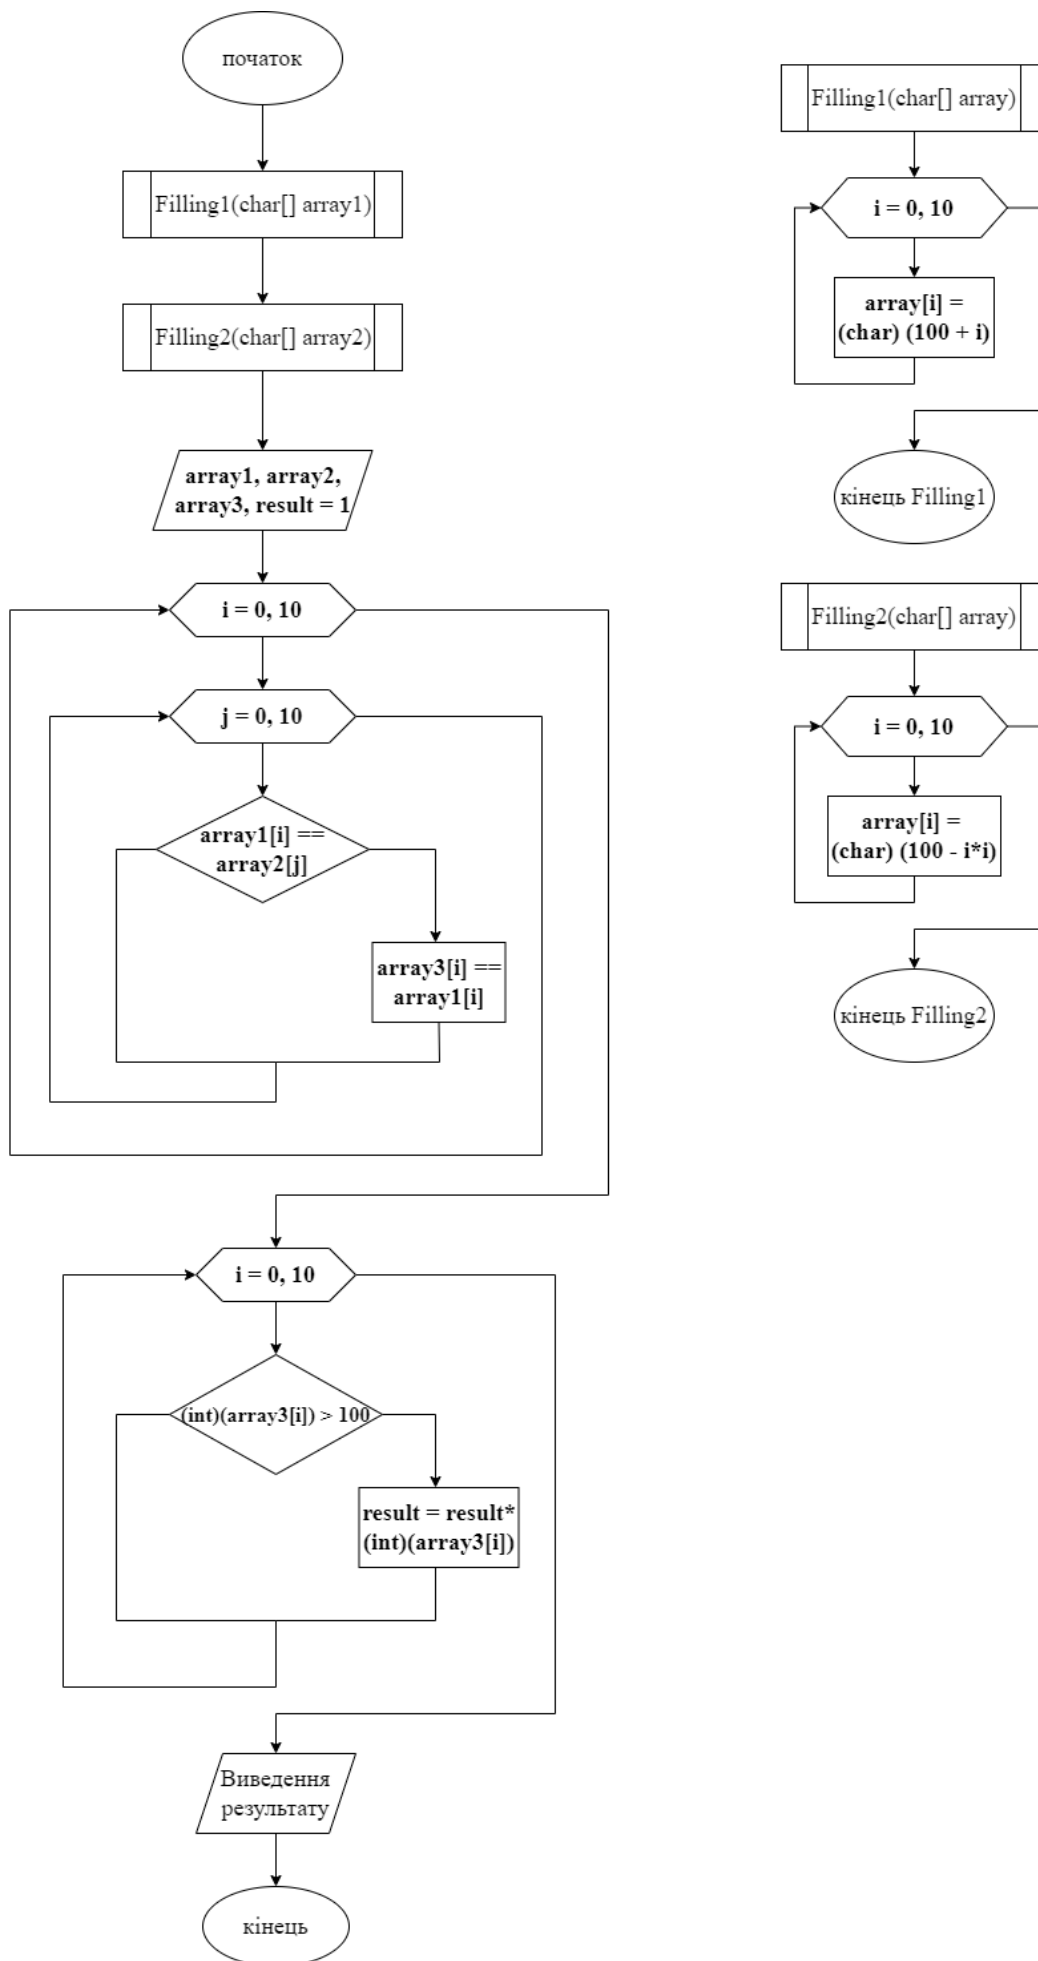 початок
Filling1(char[] array1)
Filling2(char[] array2)
array1, array2,
array3, result = 1
i = 0, 10
j = 0, 10
array1[i] ==
array2[j]
array3[i] ==
array1[i]
i = 0, 10
(int)(array3[i]) > 100
result = result*
(int)(array3[i])
Виведення
результату
кінець
Filling1(char[] array)
i = 0, 10
array[i] =
(char) (100 + i)
кінець Filling1
Filling2(char[] array)
i = 0, 10
array[i] =
(char) (100 - i*i)
кінець Filling2